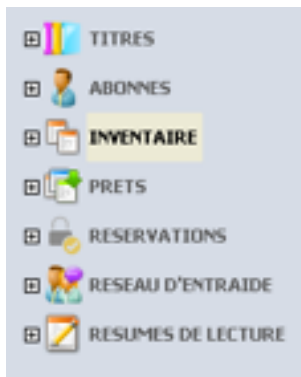 TITRES
ABONNES
INVENTAIRE
PRETS
RESERVATIONS
RESEAU D'ENTRAIDE
RESUMES DE LECTURE